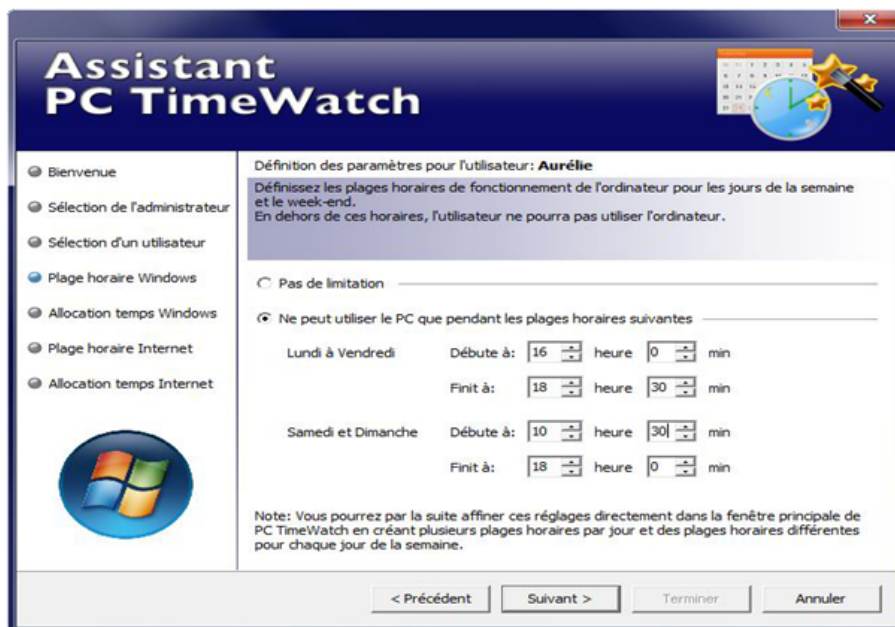 Assistant
PC TimeWatch
Bienvenue
Sélection de l'administrateur
Sélection d'un utilisateur
Plage horaire Windows
Allocation temps Windows
Plage horaire Internet
Allocation temps Internet
Définition des paramètres pour l'utilisateur: Aurélie
Définissez les plages horaires de fonctionnement de l'ordinateur pour les jours de la semaine
et le week-end.
En dehors de ces horaires, l'utilisateur ne pourra pas utiliser l'ordinateur.
Pas de limitation
Ne peut utiliser le PC que pendant les plages horaires suivantes
Lundi à Vendredi Débute à: 16 heure 0 min
Finit à: 18 heure 30 min
Samedi et Dimanche Débute à: 10 heure 30 min
Finit à: 18 heure 0 min
Note: Vous pourrez par la suite affiner ces réglages directement dans la fenêtre principale de
PC TimeWatch en créant plusieurs plages horaires par jour et des plages horaires différentes
pour chaque jour de la semaine.
< Précédent Suivant > Terminer Annuler